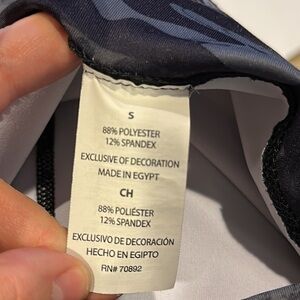 S
88% POLYESTER
12% SPANDEX
EXCLUSIVE OF DECORATION
MADE IN EGYPT
CH
88% POLIÉSTER
12% SPANDEX
EXCLUSIVO DE DECORACIÓN
HECHO EN EGIPTO
RN# 70892